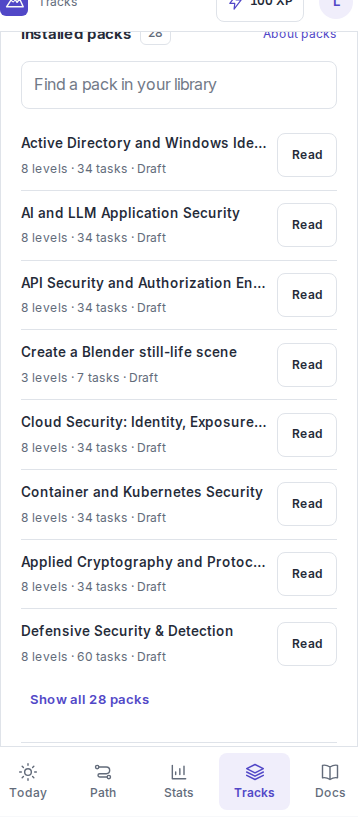 Tracks
100 XP
L
Installed packs 28 About packs
Find a pack in your library
Active Directory and Windows Ide...
8 levels · 34 tasks · Draft
Read
AI and LLM Application Security
8 levels · 34 tasks · Draft
Read
API Security and Authorization En...
8 levels · 34 tasks · Draft
Read
Create a Blender still-life scene
3 levels · 7 tasks · Draft
Read
Cloud Security: Identity, Exposure...
8 levels · 34 tasks · Draft
Read
Container and Kubernetes Security
8 levels · 34 tasks · Draft
Read
Applied Cryptography and Protoc...
8 levels · 34 tasks · Draft
Read
Defensive Security & Detection
8 levels · 60 tasks · Draft
Read
Show all 28 packs
Today Path Stats Tracks Docs